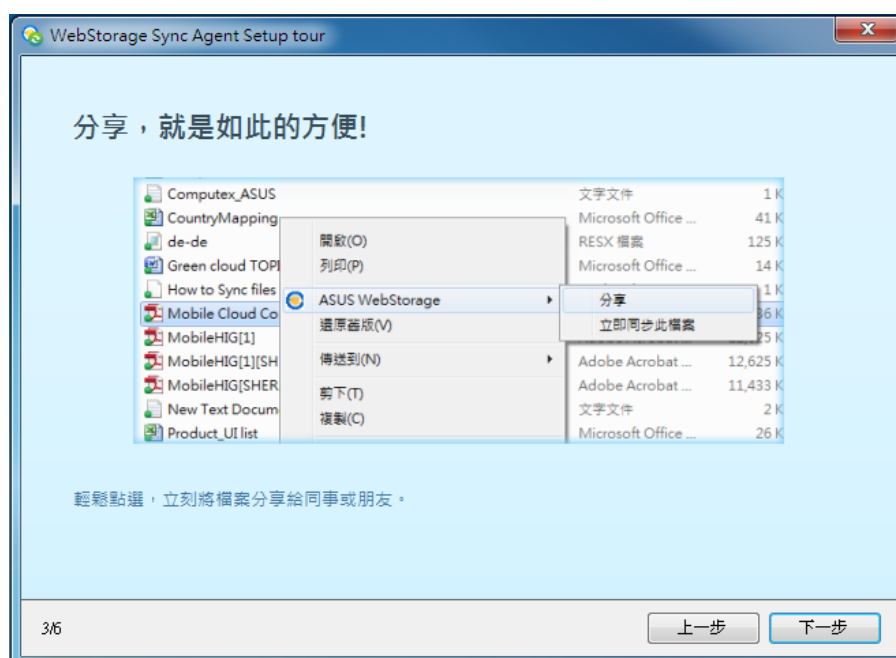 WebStorage Sync Agent Setup tour
分享，就是如此的方便!
Computex_ASUS 文字文件 1 K
CountryMapping Microsoft Office ... 41 K
de-de 開啟(O) RESX 檔案 125 K
Green cloud TOPI 列印(P) Microsoft Office ... 14 K
How to Sync files 1 K
ASUS WebStorage 分享
Mobile Cloud Co 36 K
還原舊版(V) 立即同步此檔案
MobileHIG[1] 25 K
MobileHIG[1][SH 傳送到(N) Adobe Acrobat ... 12,625 K
MobileHIG[SHER 剪下(T) Adobe Acrobat ... 11,433 K
New Text Docum 複製(C) 文字文件 2 K
Product_UI list Microsoft Office ... 26 K
輕鬆點選，立刻將檔案分享給同事或朋友。
3/6 上一步 下一步